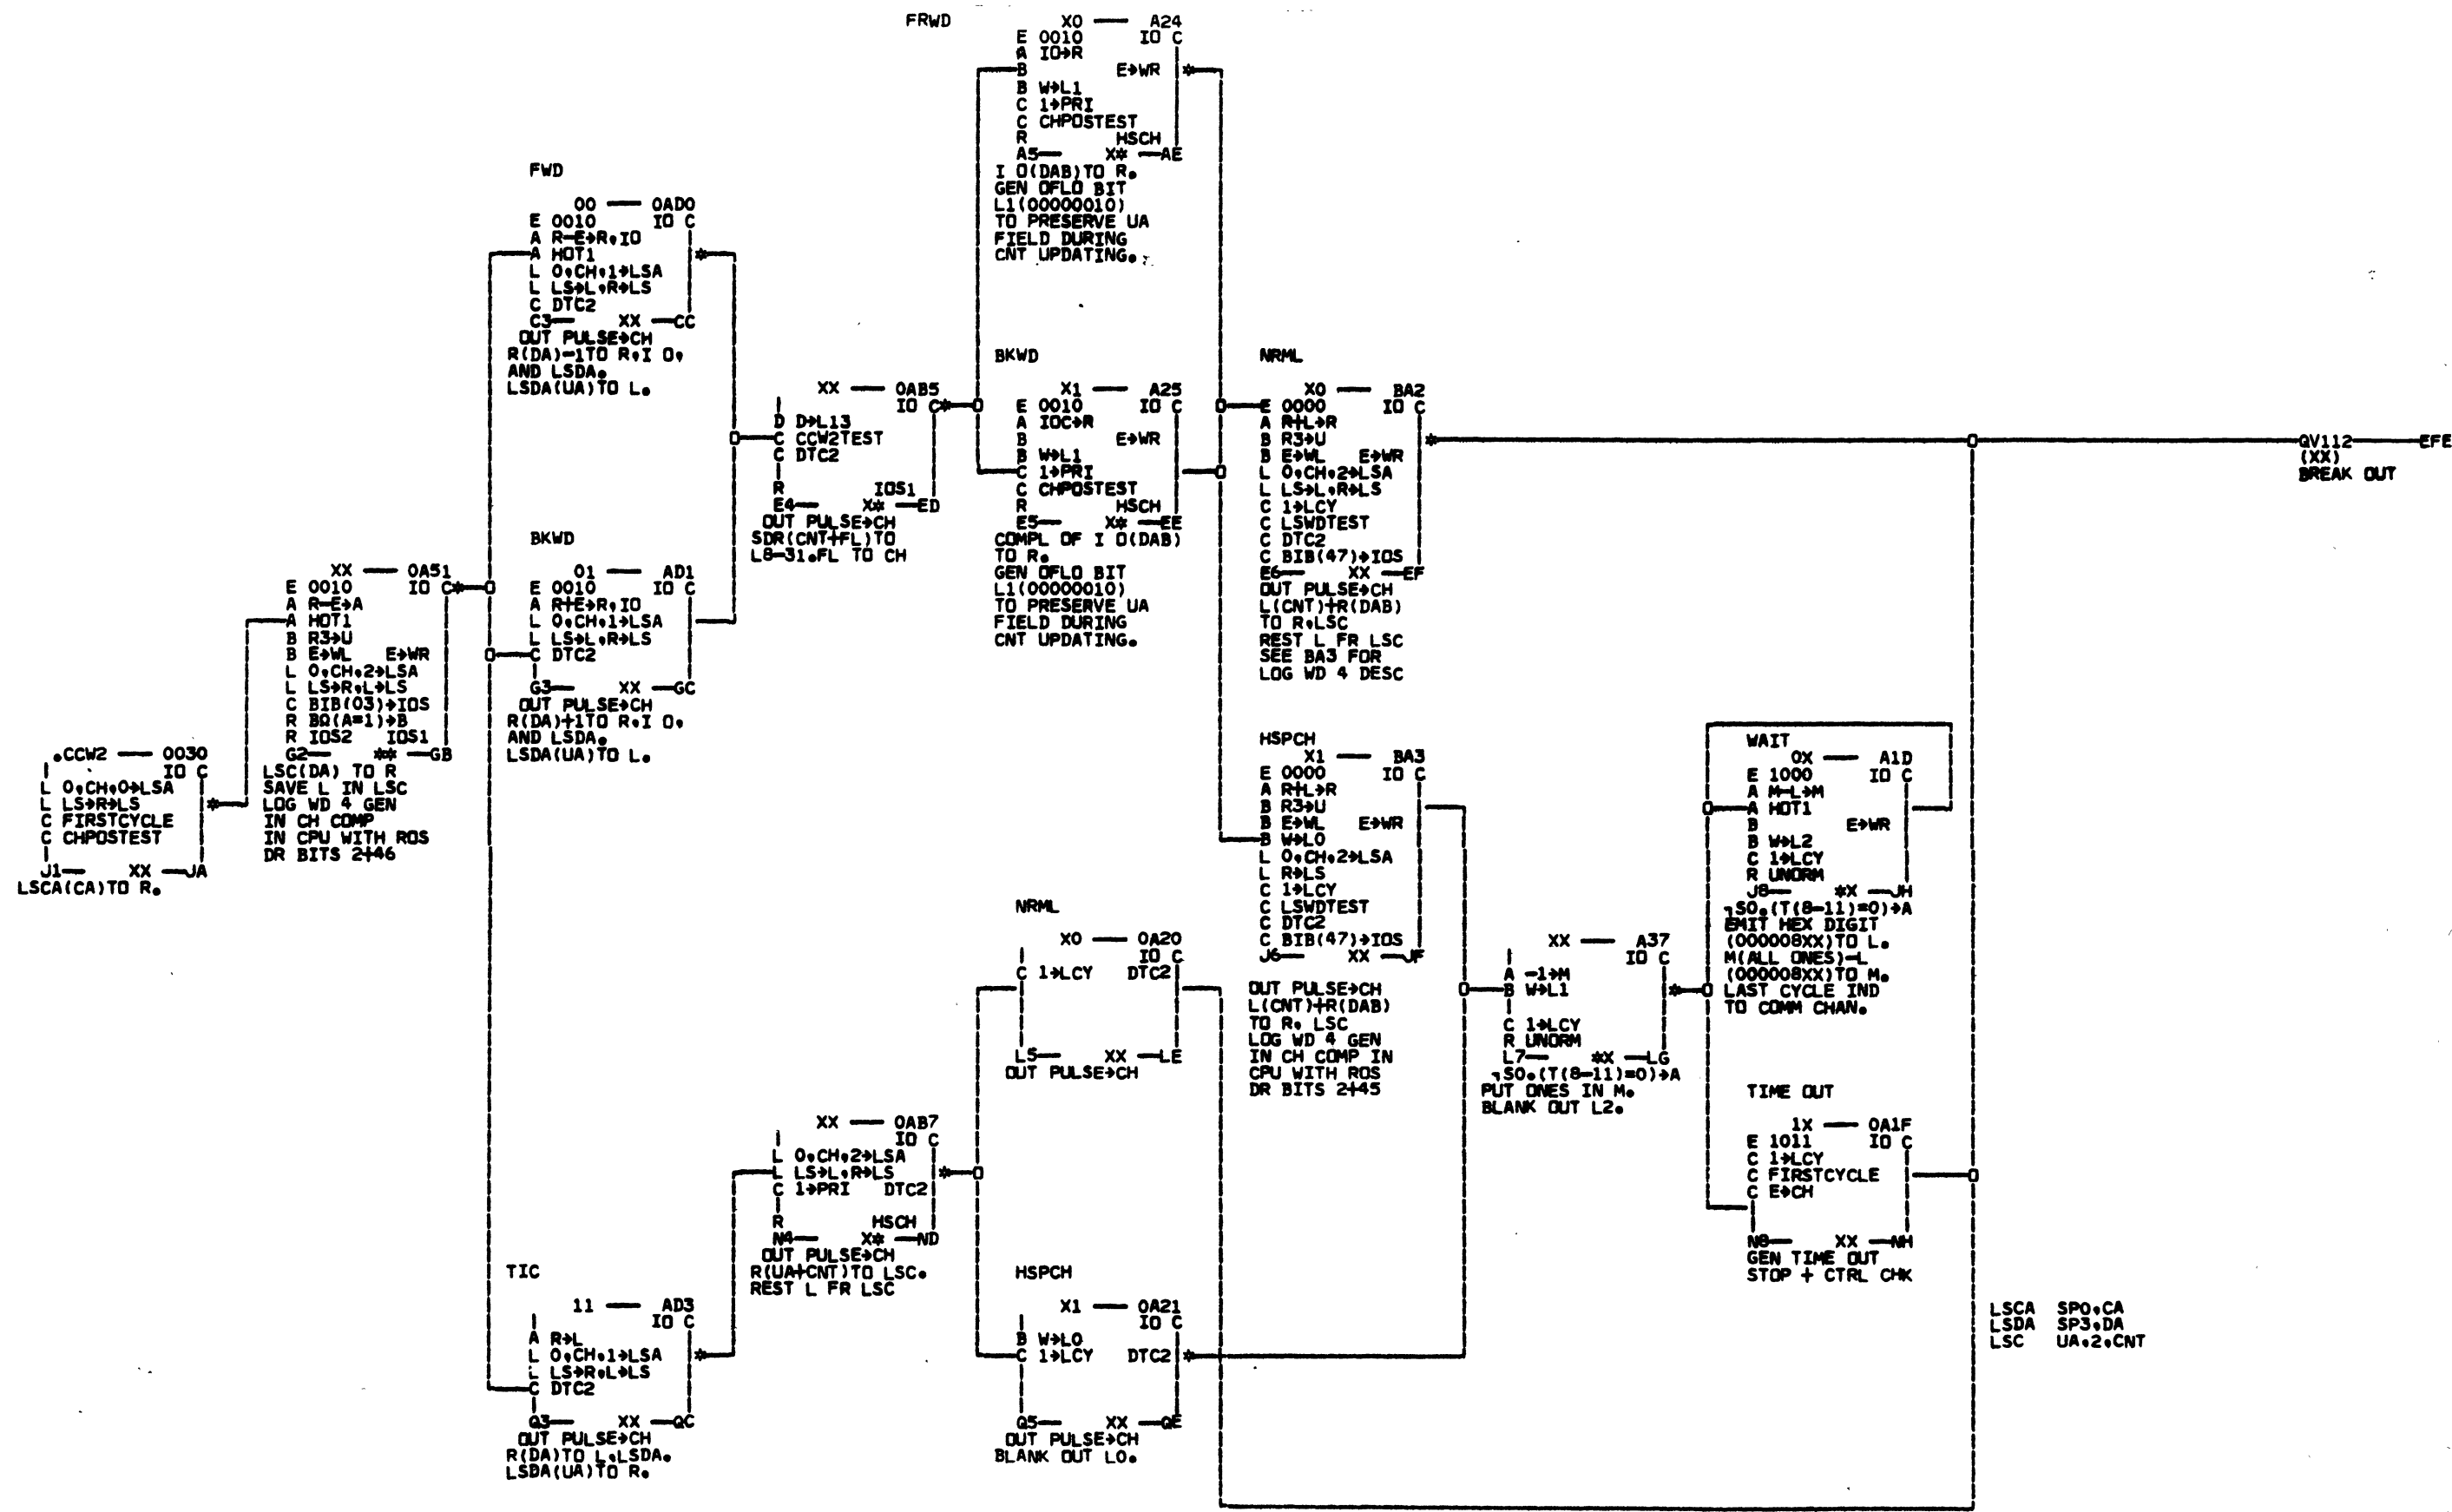 FRWD
X0 — A24
E 0010 IO C
A IO→R
B E→WR *
B W→L1
C 1→PRI
C CHPOSTEST
R HSCH
A5— X* —AE
I O(DAB)TO R.
GEN OFLO BIT
L1(00000010)
TO PRESERVE UA
FIELD DURING
CNT UPDATING.
FWD
00 — 0AD0
E 0010 IO C
A R-E→R,IO
A HOT1 *
L 0,CH,1→LSA
L LS→L,R→LS
C DTC2
C3— XX —CC
OUT PULSE→CH
R(DA)-1TO R,I O,
AND LSDA.
LSDA(UA)TO L.
XX — 0AB5
IO C*
D D→L13
C CCW2TEST
C DTC2
R IOS1
E4— X* —ED
OUT PULSE→CH
SDR(CNT+FL)TO
L8-31.FL TO CH
BKWD
X1 — A25
E 0010 IO C
A IOC→R
B E→WR
B W→L1
C 1→PRI
C CHPOSTEST
R HSCH
E5— X* —EE
COMPL OF I O(DAB)
TO R.
GEN OFLO BIT
L1(00000010)
TO PRESERVE UA
FIELD DURING
CNT UPDATING.
NRML
X0 — BA2
E 0000 IO C
A R+L→R
B R3→U *
B E→WL E→WR
L 0,CH,2→LSA
L LS→L,R→LS
C 1→LCY
C LSWDTEST
C DTC2
C BIB(47)→IOS
E6— XX —EF
OUT PULSE→CH
L(CNT)+R(DAB)
TO R,LSC
REST L FR LSC
SEE BA3 FOR
LOG WD 4 DESC
QV112——EFE
(XX)
BREAK OUT
BKWD
01 — AD1
E 0010 IO C
A R+E→R,IO
L 0,CH,1→LSA
L LS→L,R→LS
C DTC2
G3— XX —GC
OUT PULSE→CH
R(DA)+1TO R,I O,
AND LSDA.
LSDA(UA)TO L.
XX — 0A51
E 0010 IO C*
A R-E→A
A HOT1
B R3→U
B E→WL E→WR
L 0,CH,2→LSA
L LS→R,L→LS
C BIB(03)→IOS
R BQ(A=1)→B
R IOS2 IOS1
G2— ** —GB
LSC(DA) TO R
SAVE L IN LSC
LOG WD 4 GEN
IN CH COMP
IN CPU WITH ROS
DR BITS 2+46
.CCW2 — 0030
IO C
L 0,CH,0→LSA
L LS→R→LS *
C FIRSTCYCLE
C CHPOSTEST
J1— XX —JA
LSCA(CA)TO R.
HSPCH
X1 — BA3
E 0000 IO C
A R+L→R
B R3→U
B E→WL E→WR
B W→L0
L 0,CH,2→LSA
L R→LS
C 1→LCY
C LSWDTEST
C DTC2
C BIB(47)→IOS
J6— XX —JF
OUT PULSE→CH
L(CNT)+R(DAB)
TO R, LSC
LOG WD 4 GEN
IN CH COMP IN
CPU WITH ROS
DR BITS 2+45
WAIT
0X — A1D
E 1000 IO C
A M-L→M
A HOT1
B E→WR
B W→L2
C 1→LCY
R UNORM
J8— *X —JH
¬S0.(T(8-11)=0)→A
EMIT HEX DIGIT
(000008XX)TO L.
M(ALL ONES)-L
(000008XX)TO M.
LAST CYCLE IND
TO COMM CHAN.
NRML
X0 — 0A20
IO C
C 1→LCY DTC2
L5— XX —LE
OUT PULSE→CH
XX — A37
IO C
A -1→M
B W→L1 *
C 1→LCY
R UNORM
L7— *X —LG
¬S0.(T(8-11)=0)→A
PUT ONES IN M.
BLANK OUT L2.
TIME OUT
1X — 0A1F
E 1011 IO C
C 1→LCY
C FIRSTCYCLE
C E→CH
N8— XX —NH
GEN TIME OUT
STOP + CTRL CHK
XX — 0AB7
IO C
L 0,CH,2→LSA
L LS→L,R→LS *
C 1→PRI DTC2
R HSCH
N4— X* —ND
OUT PULSE→CH
R(UA+CNT)TO LSC.
REST L FR LSC
TIC
11 — AD3
IO C
A R→L
L 0,CH,1→LSA *
L LS→R,L→LS
C DTC2
Q3— XX —QC
OUT PULSE→CH
R(DA)TO L,LSDA.
LSDA(UA)TO R.
HSPCH
X1 — 0A21
IO C
B W→L0
C 1→LCY DTC2 *
Q5— XX —QE
OUT PULSE→CH
BLANK OUT L0.
LSCA SP0,CA
LSDA SP3,DA
LSC UA,2,CNT